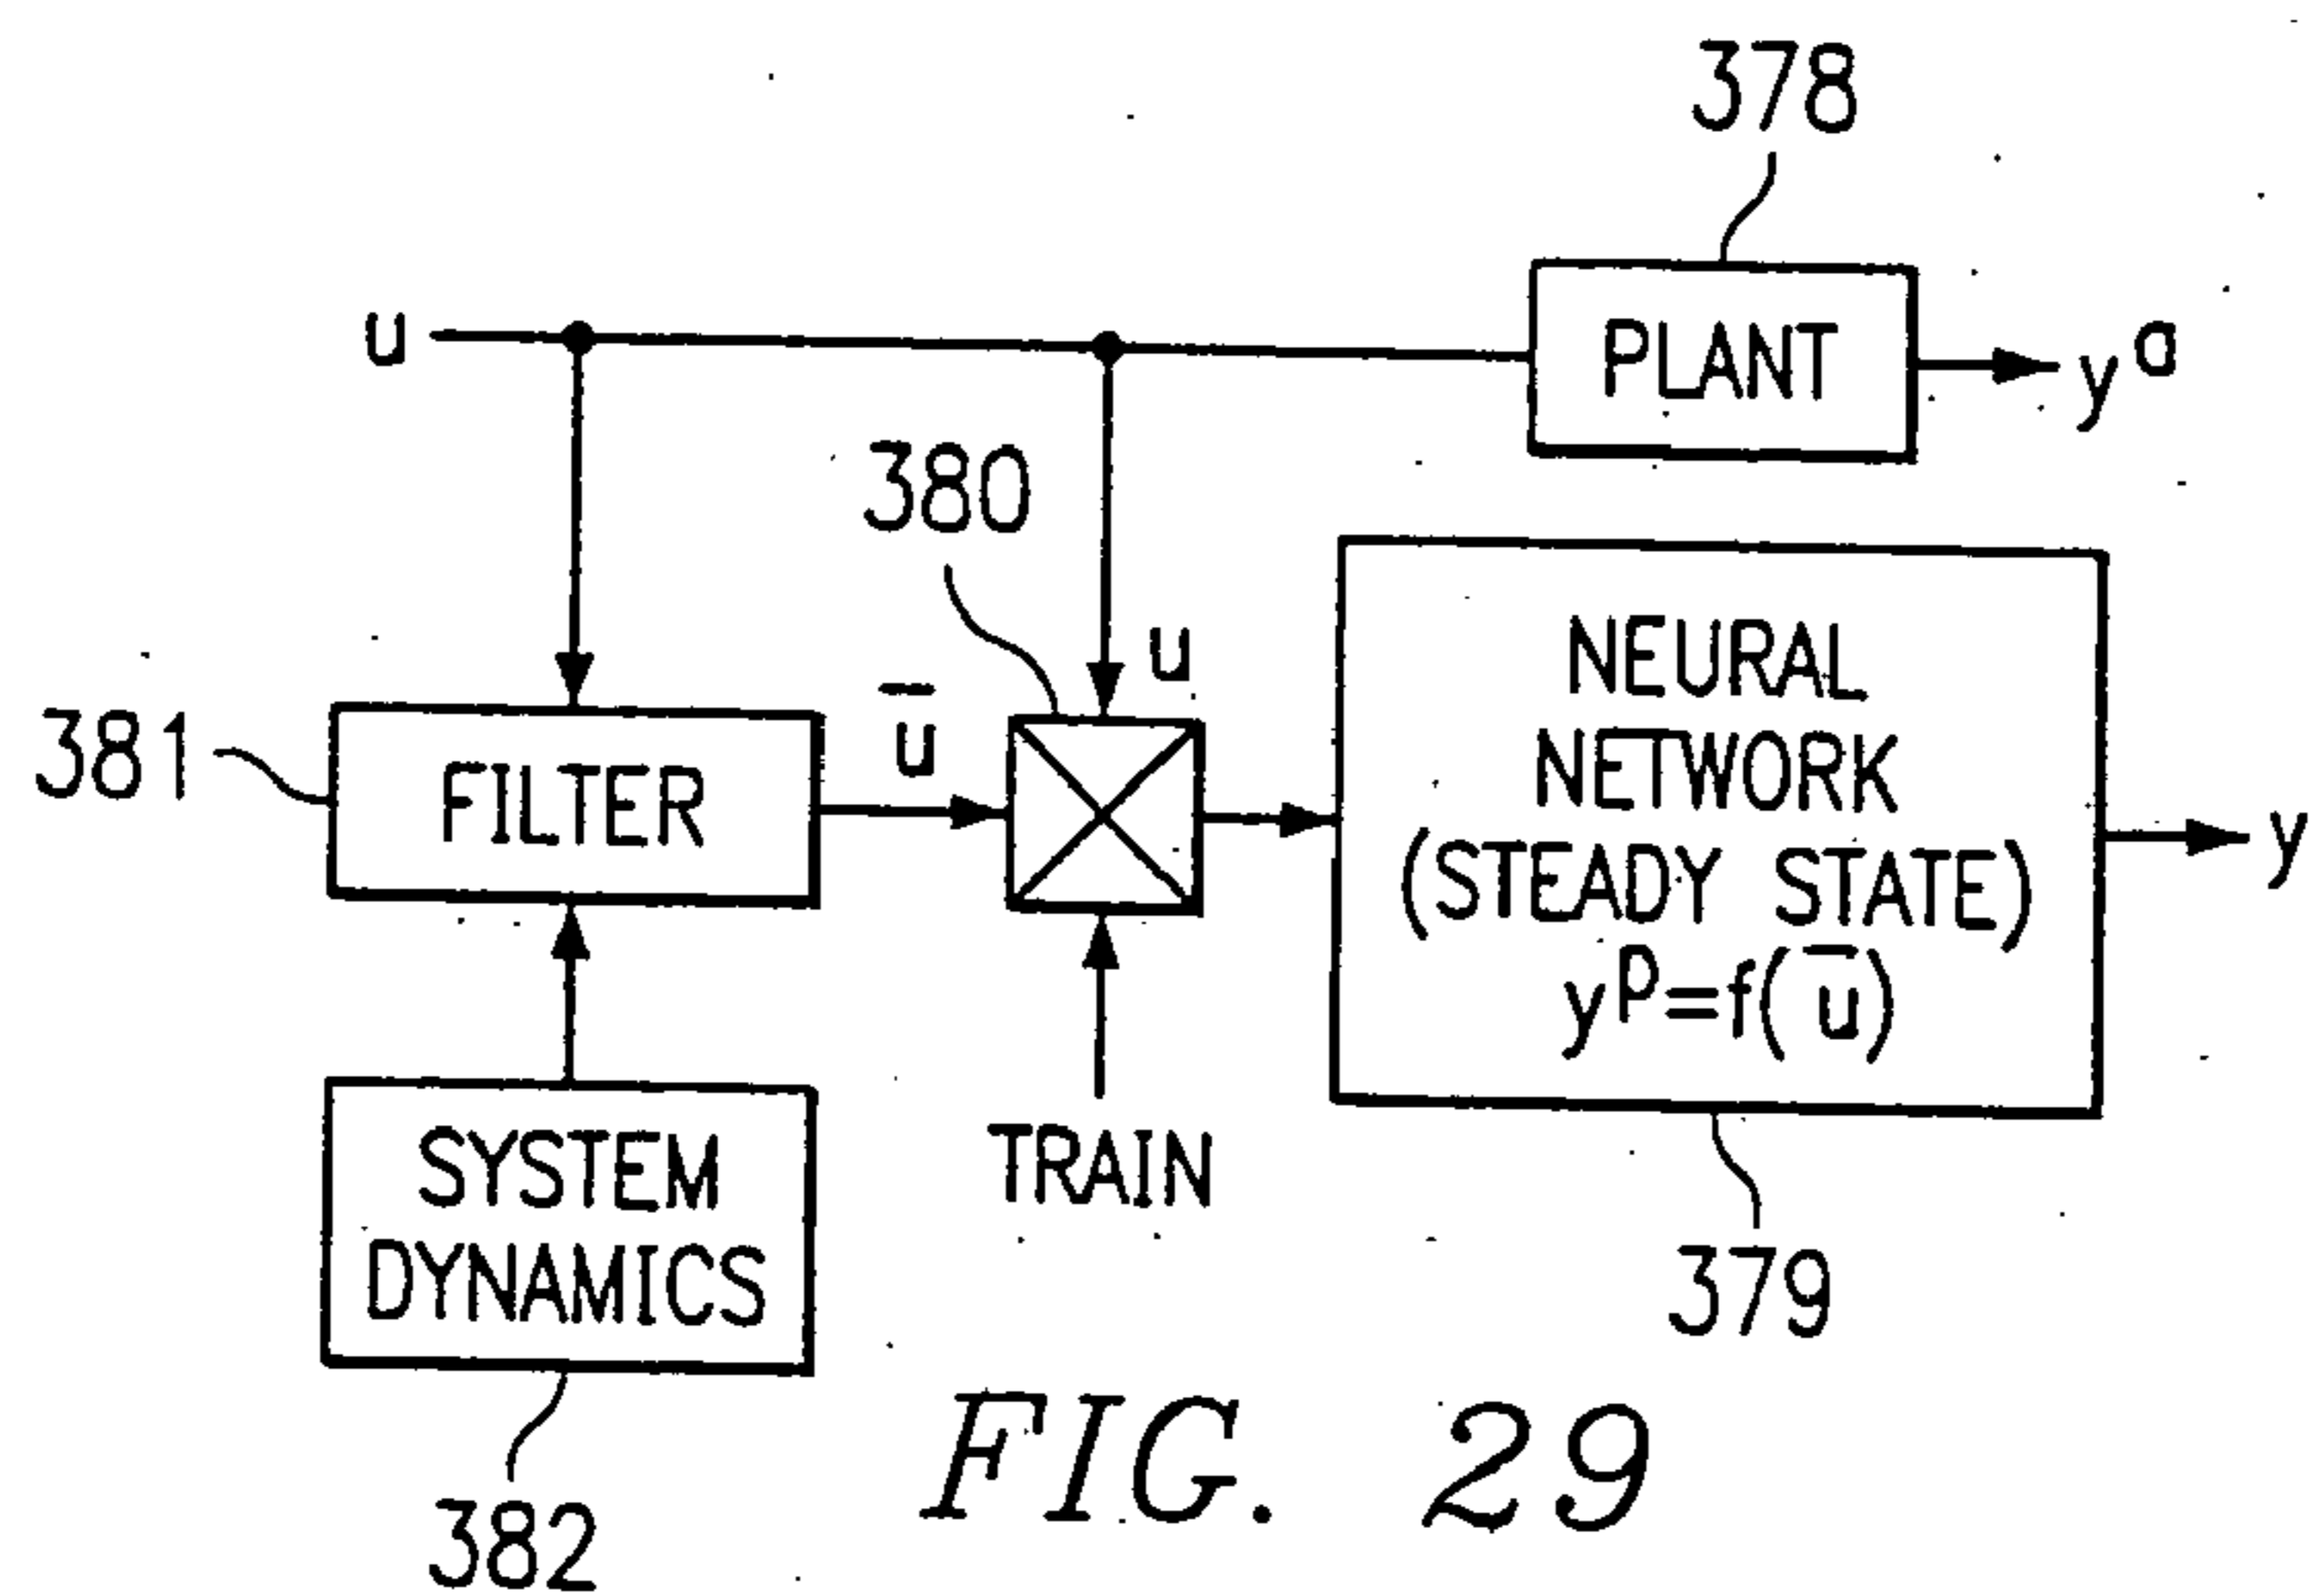 378
u
PLANT
y^a
380
u
ū
381
FILTER
NEURAL
NETWORK
(STEADY STATE)
y^P=f(ū)
y
TRAIN
SYSTEM
DYNAMICS
379
382
FIG. 29